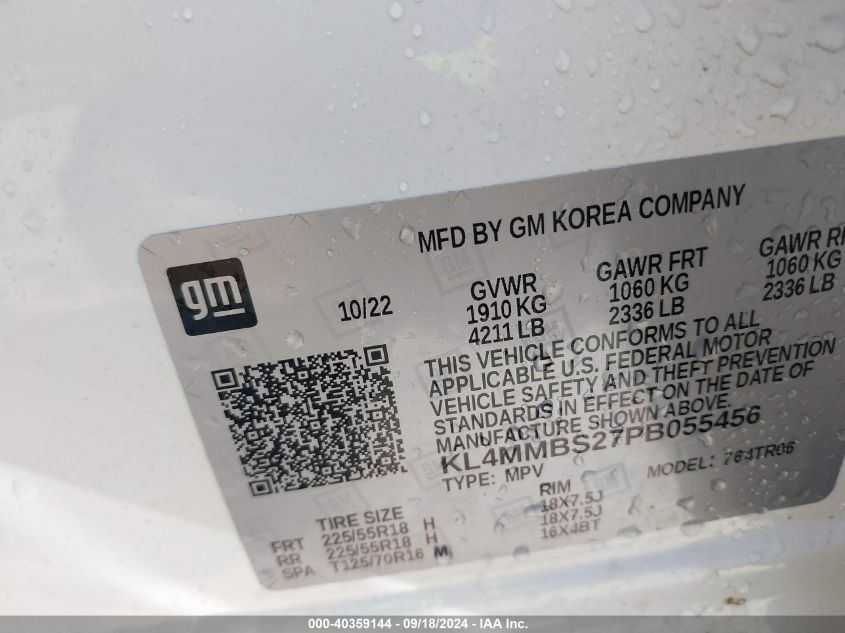 MFD BY GM KOREA COMPANY
gm
10/22
GVWR
1910 KG
4211 LB
GAWR FRT
1060 KG
2336 LB
GAWR
1060 KG
2336 LB
THIS VEHICLE CONFORMS TO ALL
APPLICABLE U.S. FEDERAL MOTOR
VEHICLE SAFETY AND THEFT PREVENTION
STANDARDS IN EFFECT ON THE DATE OF
MANUFACTURE SHOWN ABOVE.
KL4MMBS27PB055456
TYPE: MPV
MODEL: 764TR06
TIRE SIZE
RIM
FRT 225/55R18 H 18X7.5J
RR 225/55R18 H 18X7.5J
SPA T125/70R16 M 16X4BT
000-40359144 - 09/18/2024 - IAA Inc.